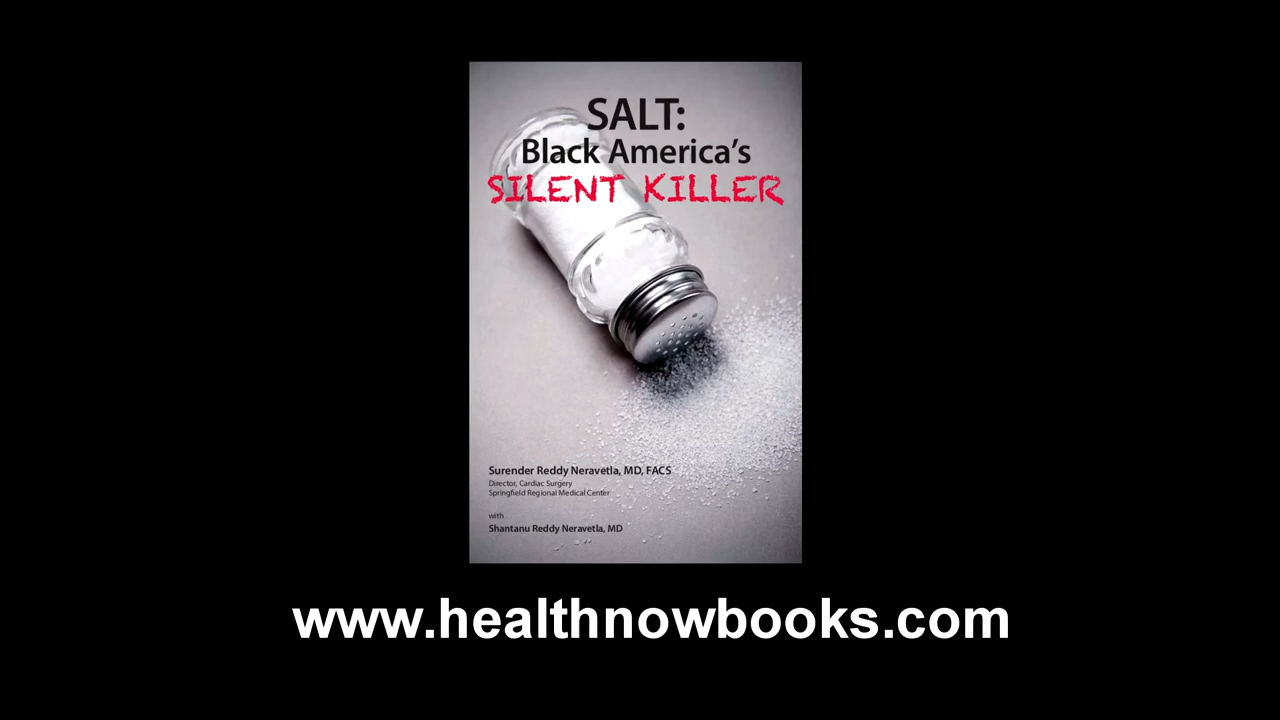 SALT:
Black America's
SILENT KILLER
Surender Reddy Neravetla, MD, FACS
Director, Cardiac Surgery
Springfield Regional Medical Center
with
Shantanu Reddy Neravetla, MD
www.healthnowbooks.com